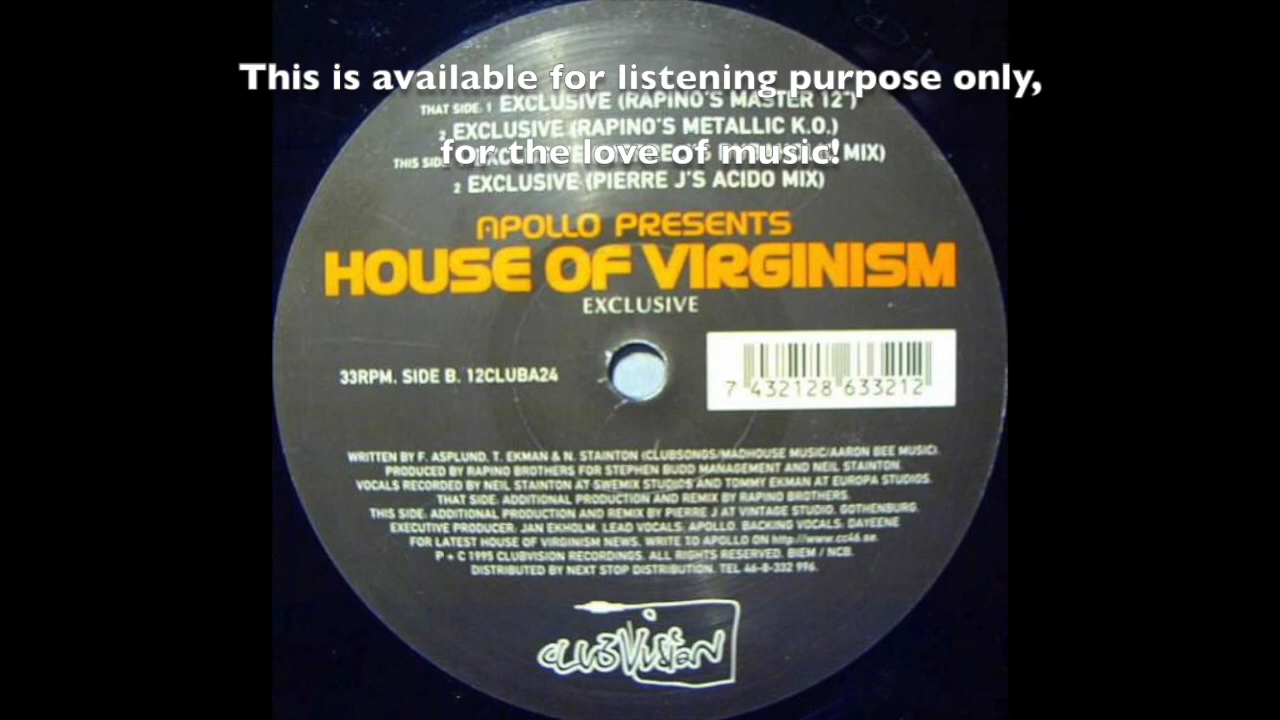 This is available for listening purpose only,
THAT SIDE: 1 EXCLUSIVE (RAPINO'S MASTER 12")
2 EXCLUSIVE (RAPINO'S METALLIC K.O.)
for the love of music!
THIS SIDE MIX)
2 EXCLUSIVE (PIERRE J'S ACIDO MIX)
APOLLO PRESENTS
HOUSE OF VIRGINISM
EXCLUSIVE
33RPM. SIDE B. 12CLUBA24
7 432128 633212
WRITTEN BY F. ASPLUND, T. EKMAN & N. STAINTON (CLUBSONGS/MADHOUSE MUSIC/AARON BEE MUSIC).
PRODUCED BY RAPINO BROTHERS FOR STEPHEN BUDD MANAGEMENT AND NEIL STAINTON.
VOCALS RECORDED BY NEIL STAINTON AT SWEMIX STUDIOS AND TOMMY EKMAN AT EUROPA STUDIOS.
THAT SIDE: ADDITIONAL PRODUCTION AND REMIX BY RAPINO BROTHERS.
THIS SIDE: ADDITIONAL PRODUCTION AND REMIX BY PIERRE J AT VINTAGE STUDIO, GOTHENBURG.
EXECUTIVE PRODUCER: JAN EKHOLM. LEAD VOCALS: APOLLO. BACKING VOCALS: DAYEENE
FOR LATEST HOUSE OF VIRGINISM NEWS. WRITE TO APOLLO ON http://www.cc46.se.
P + C 1995 CLUBVISION RECORDINGS. ALL RIGHTS RESERVED. BIEM / NCB.
DISTRIBUTED BY NEXT STOP DISTRIBUTION. TEL 46-8-332 996.
CLUBVision